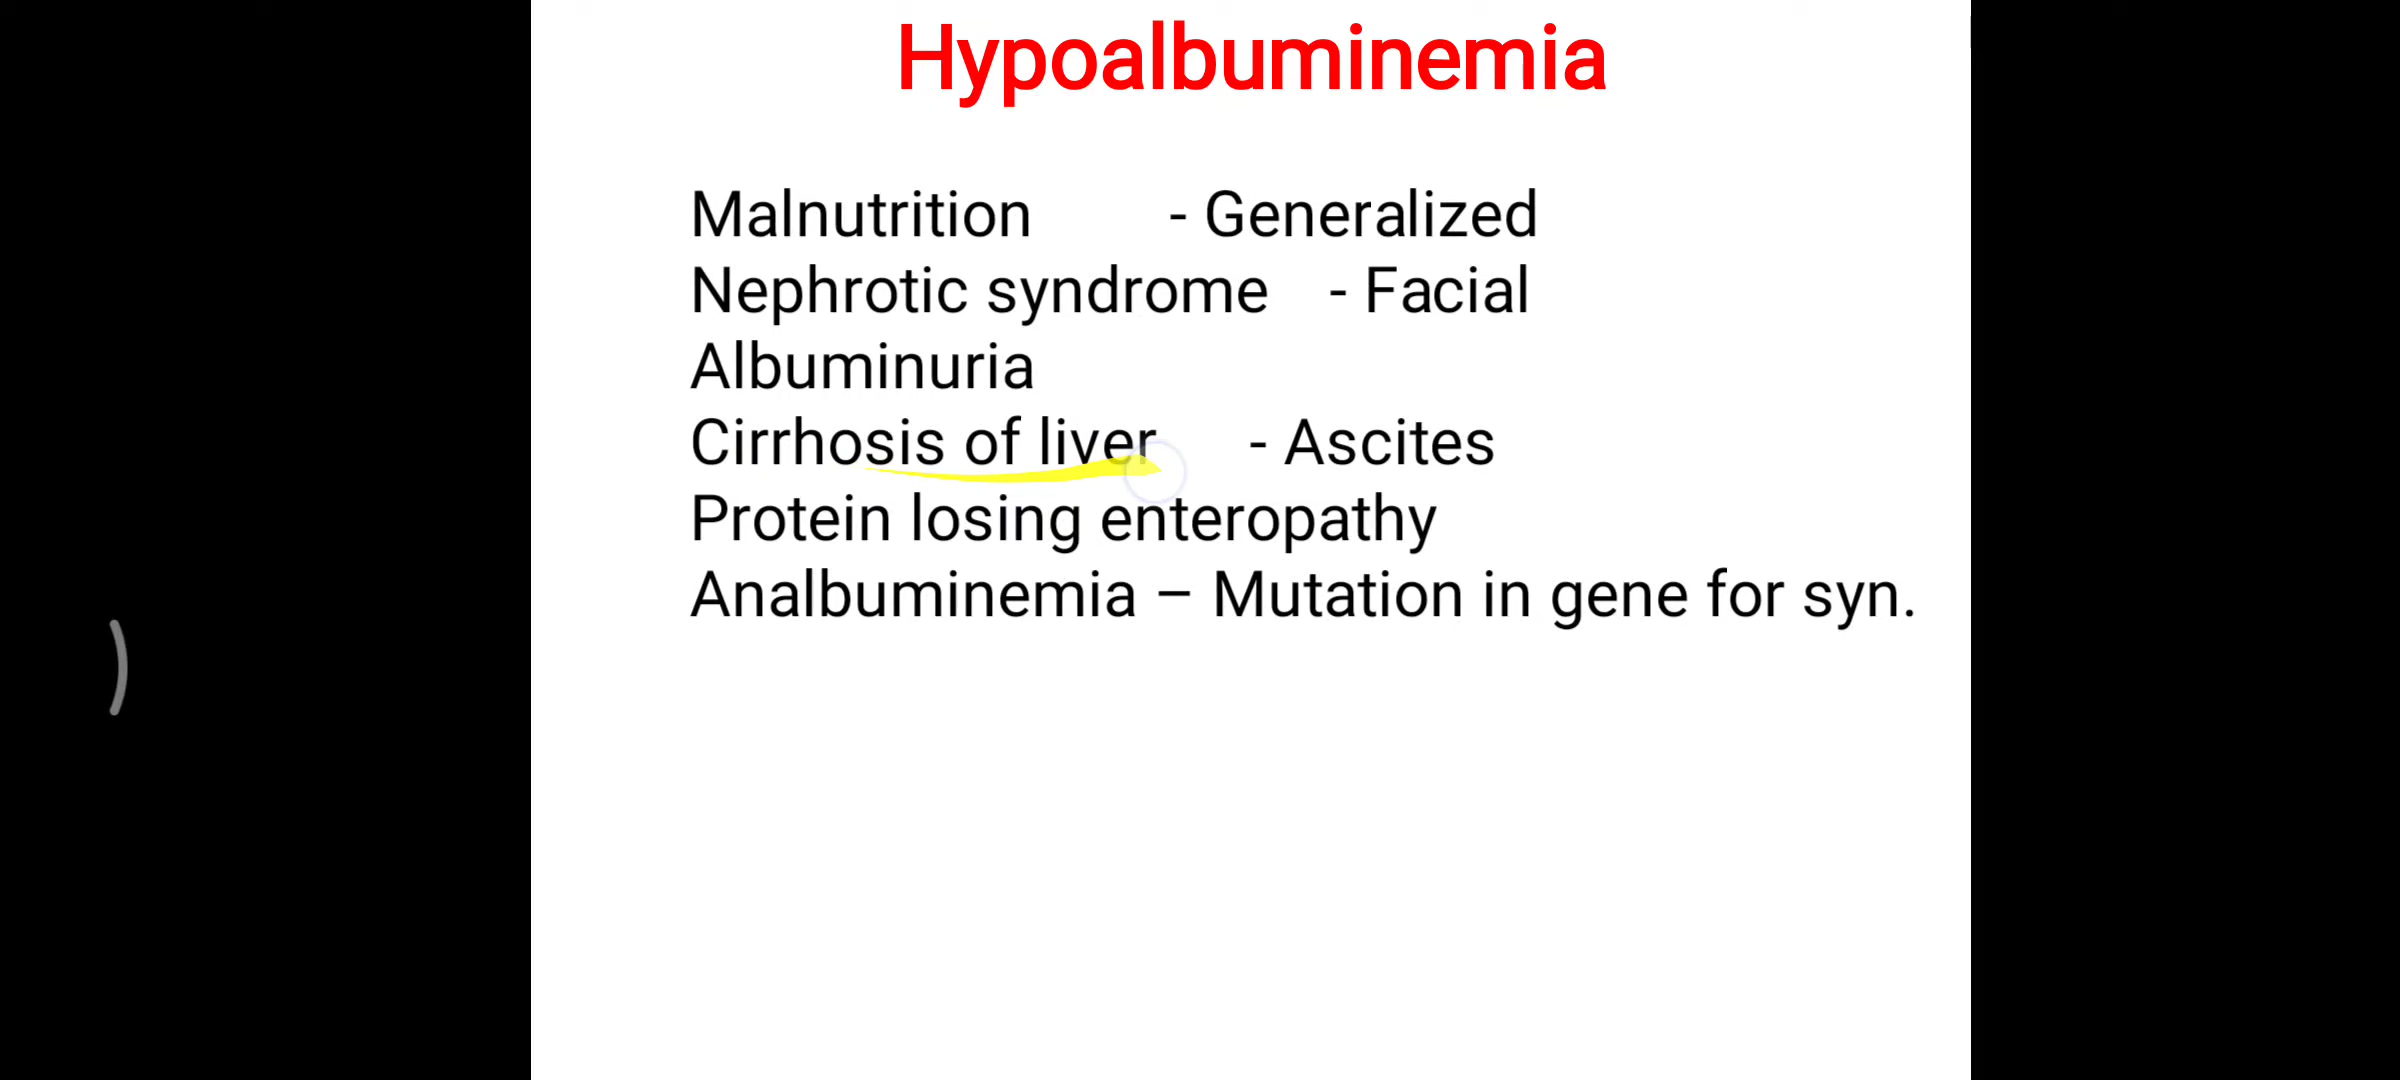 Hypoalbuminemia
Malnutrition - Generalized
Nephrotic syndrome - Facial
Albuminuria
Cirrhosis of liver - Ascites
Protein losing enteropathy
Analbuminemia – Mutation in gene for syn.